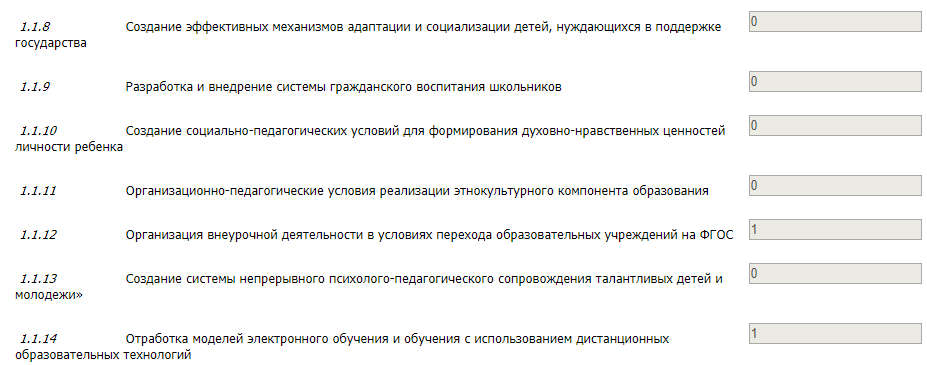 1.1.8 Создание эффективных механизмов адаптации и социализации детей, нуждающихся в поддержке 0
государства
1.1.9 Разработка и внедрение системы гражданского воспитания школьников 0
1.1.10 Создание социально-педагогических условий для формирования духовно-нравственных ценностей 0
личности ребенка
1.1.11 Организационно-педагогические условия реализации этнокультурного компонента образования 0
1.1.12 Организация внеурочной деятельности в условиях перехода образовательных учреждений на ФГОС 1
1.1.13 Создание системы непрерывного психолого-педагогического сопровождения талантливых детей и 0
молодежи»
1.1.14 Отработка моделей электронного обучения и обучения с использованием дистанционных 1
образовательных технологий